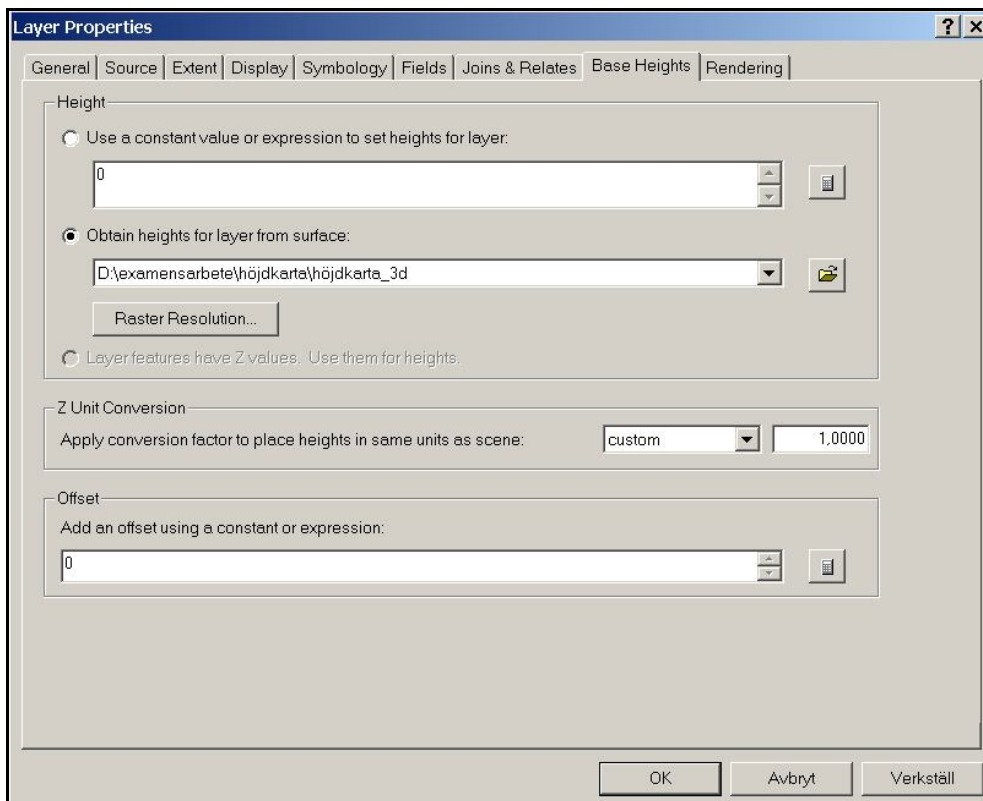 Layer Properties
General Source Extent Display Symbology Fields Joins & Relates Base Heights Rendering
Height
Use a constant value or expression to set heights for layer:
0
Obtain heights for layer from surface:
D:\examensarbete\höjdkarta\höjdkarta_3d
Raster Resolution...
Layer features have Z values. Use them for heights.
Z Unit Conversion
Apply conversion factor to place heights in same units as scene: custom 1,0000
Offset
Add an offset using a constant or expression:
0
OK Avbryt Verkställ